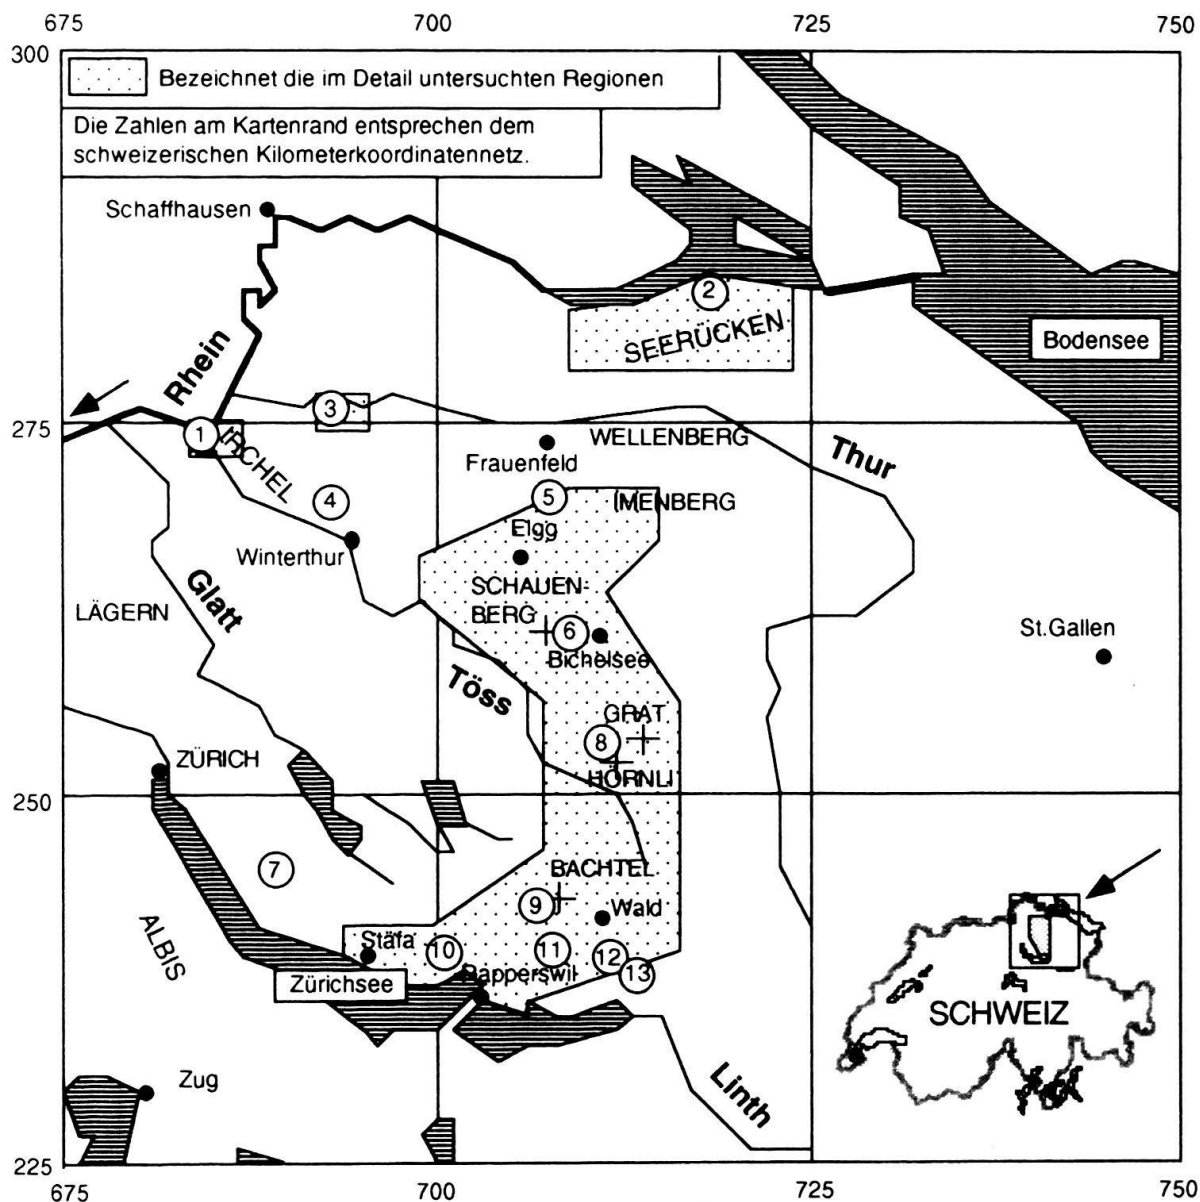 675 700 725 750
300
Bezeichnet die im Detail untersuchten Regionen
Die Zahlen am Kartenrand entsprechen dem
schweizerischen Kilometerkoordinatennetz.
Schaffhausen
2
SEERÜCKEN
Bodensee
Rhein
3
275
1
IRCHEL
WELLENBERG
Thur
Frauenfeld
4
5
IMENBERG
Elgg
Winterthur
SCHAUEN
BERG
Glatt
LÄGERN
6
St.Gallen
Bichelsee
Töss
GRAT
8
ZÜRICH
HÖRNLI
250
7
BACHTEL
9
Wald
ALBIS
Stäfa
10
11
12
13
Rapperswil
Zürichsee
SCHWEIZ
Zug
Linth
225
675 700 725 750